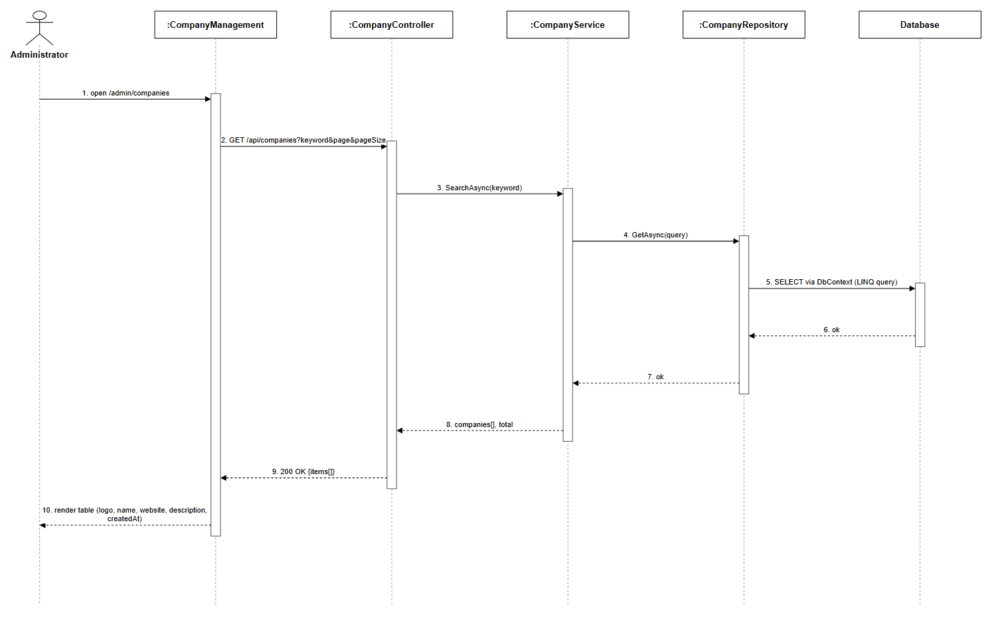 :CompanyManagement
:CompanyController
:CompanyService
:CompanyRepository
Database
Administrator
1. open /admin/companies
2. GET /api/companies?keyword&page&pageSize
3. SearchAsync(keyword)
4. GetAsync(query)
5. SELECT via DbContext (LINQ query)
6. ok
7. ok
8. companies[], total
9. 200 OK {items[]}
10. render table (logo, name, website, description,
createdAt)